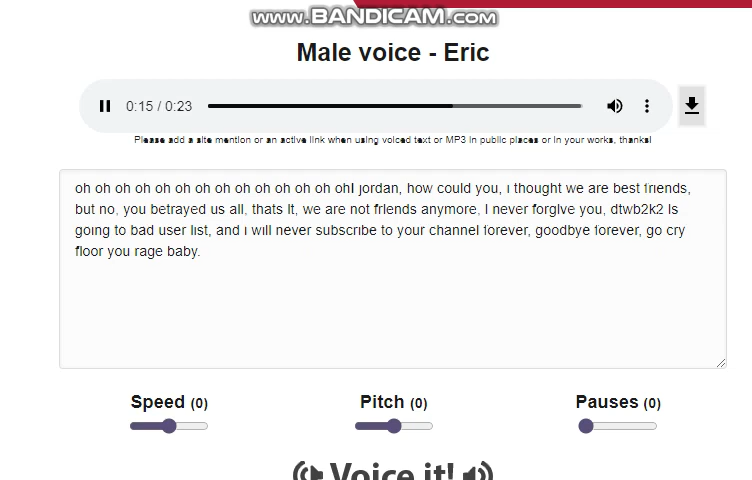 www.BANDICAM.com
Male voice - Eric
0:15 / 0:23
Please add a site mention or an active link when using voiced text or MP3 in public places or in your works, thanks!
oh oh oh oh oh oh oh oh oh oh oh oh oh oh! jordan, how could you, i thought we are best friends,
but no, you betrayed us all, thats it, we are not friends anymore, I never forgive you, dtwb2k2 is
going to bad user list, and i will never subscribe to your channel forever, goodbye forever, go cry
floor you rage baby.
Speed (0) Pitch (0) Pauses (0)
Voice it!